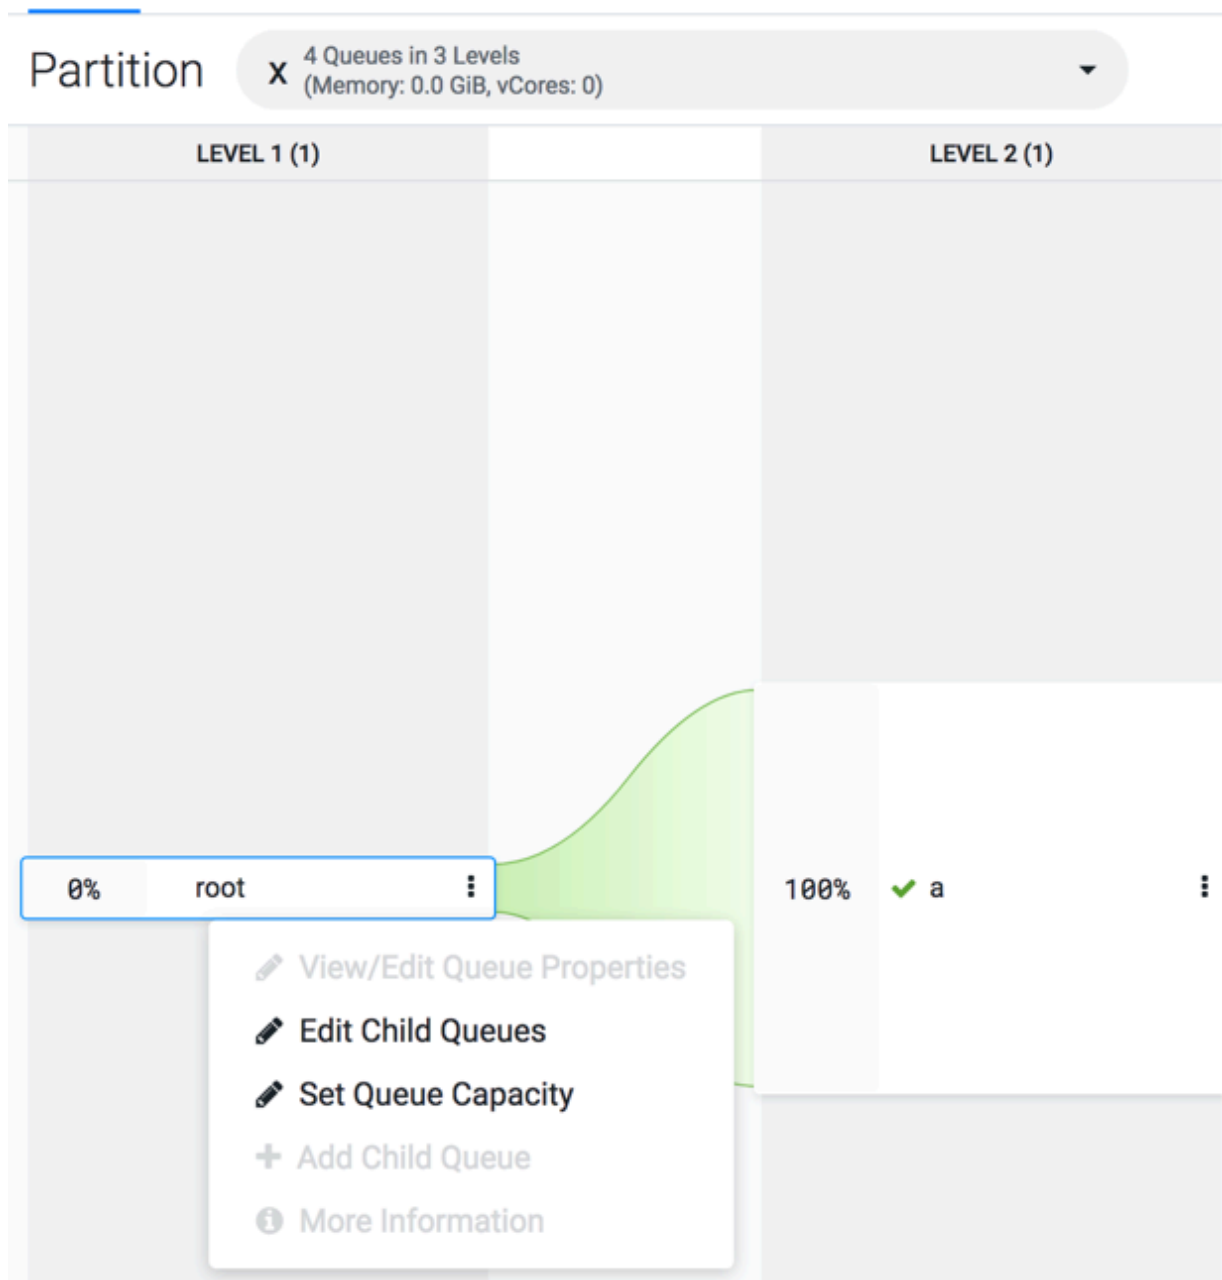 Partition
x
4 Queues in 3 Levels
(Memory: 0.0 GiB, vCores: 0)
LEVEL 1 (1)
LEVEL 2 (1)
0%
root
100%
a
View/Edit Queue Properties
Edit Child Queues
Set Queue Capacity
Add Child Queue
More Information